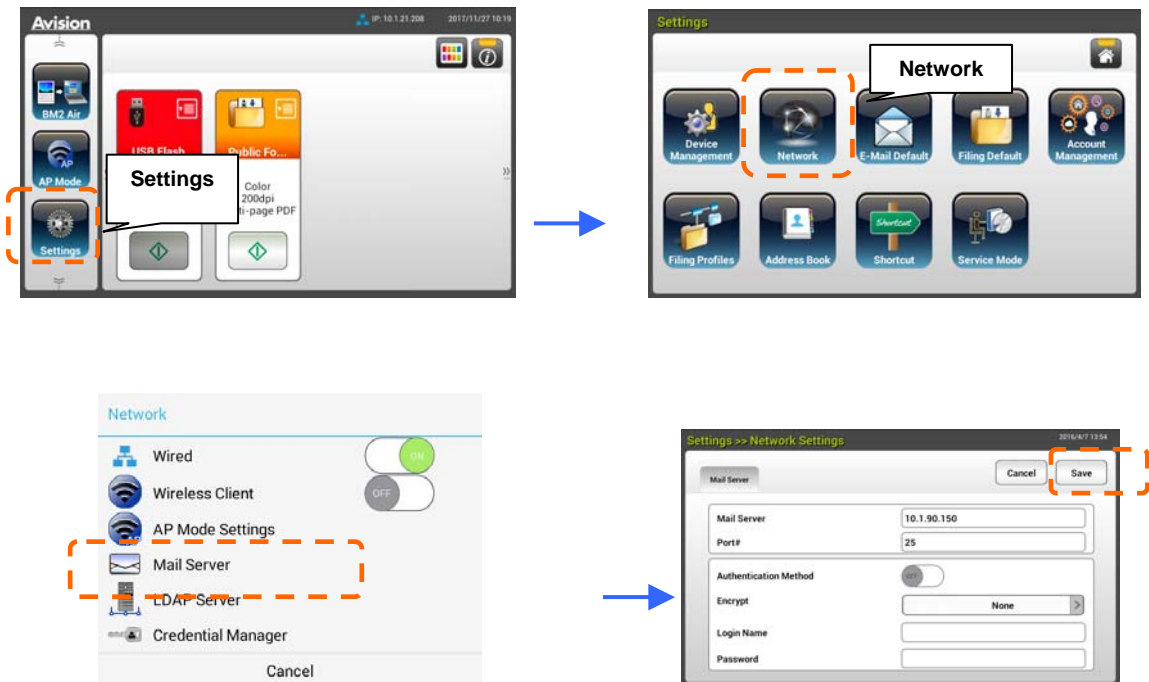 Avision
IP: 10.1.21.208 2017/11/27 10:19
BM2 Air
AP
AP Mode
Settings
USB Flash
Public Fo...
Settings
Color
200dpi
ti-page PDF
Settings
Network
Device
Management
Network
E-Mail Default
Filing Default
Account
Management
Filing Profiles
Address Book
Shortcut
Shortcut
Service Mode
Network
Wired
ON
Wireless Client
OFF
AP Mode Settings
AP
Mail Server
LDAP Server
Credential Manager
Cancel
Settings >> Network Settings
2016/4/7 13:54
Mail Server
Cancel
Save
Mail Server
10.1.90.150
Port#
25
Authentication Method
OFF
Encrypt
None
Login Name
Password